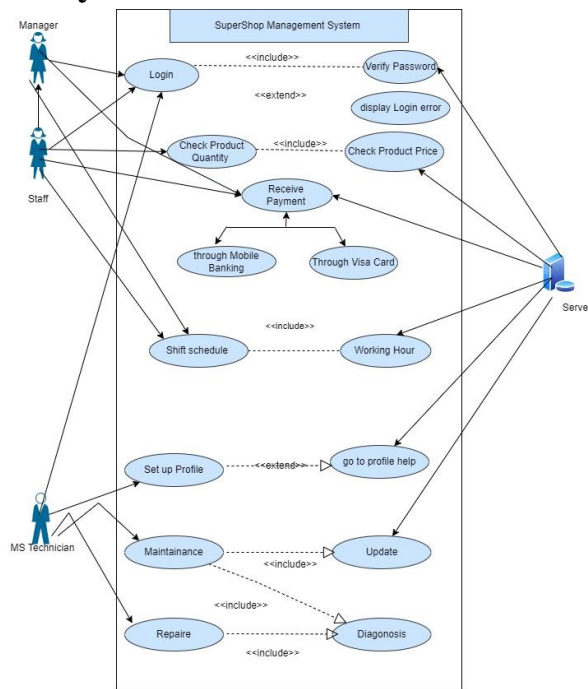 Manager
SuperShop Management System
<<include>>
Login
Verify Password
<<extend>>
display Login error
Staff
Check Product
Quantity
<<include>>
Check Product Price
Receive
Payment
through Mobile
Banking
Through Visa Card
Serve
<<include>>
Shift schedule
Working Hour
Set up Profile
<<extend>>
go to profile help
MS Technician
Maintainance
<<include>>
Update
<<include>>
Repaire
<<include>>
Diagonosis